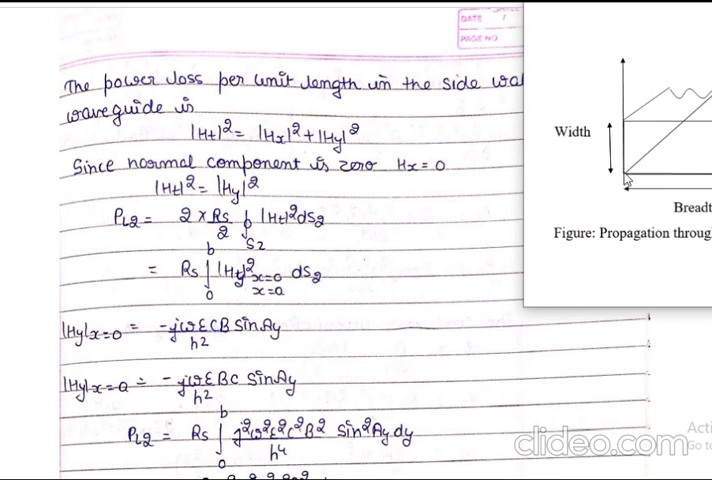 DATE /
PAGE NO
The power loss per unit length in the side wal
waveguide is
|Ht|² = |Hx|² + |Hy|²
Since normal component is zero Hx = 0
|Ht|² = |Hy|²
PL2 = 2 × Rs/2 ∮S2 |Ht|² dS2
= Rs ∫₀ᵇ |Hy|² x=0 x=a dS2
|Hy|x=0 = -jωεCB/h² Sin Ay
|Hy|x=a = -jωεBC/h² Sin Ay
PL2 = Rs ∫₀ᵇ j²ω²ε²C²B²/h⁴ Sin²Ay dy
Width
Breadt
Figure: Propagation through
Acti
Go to
clideo.com